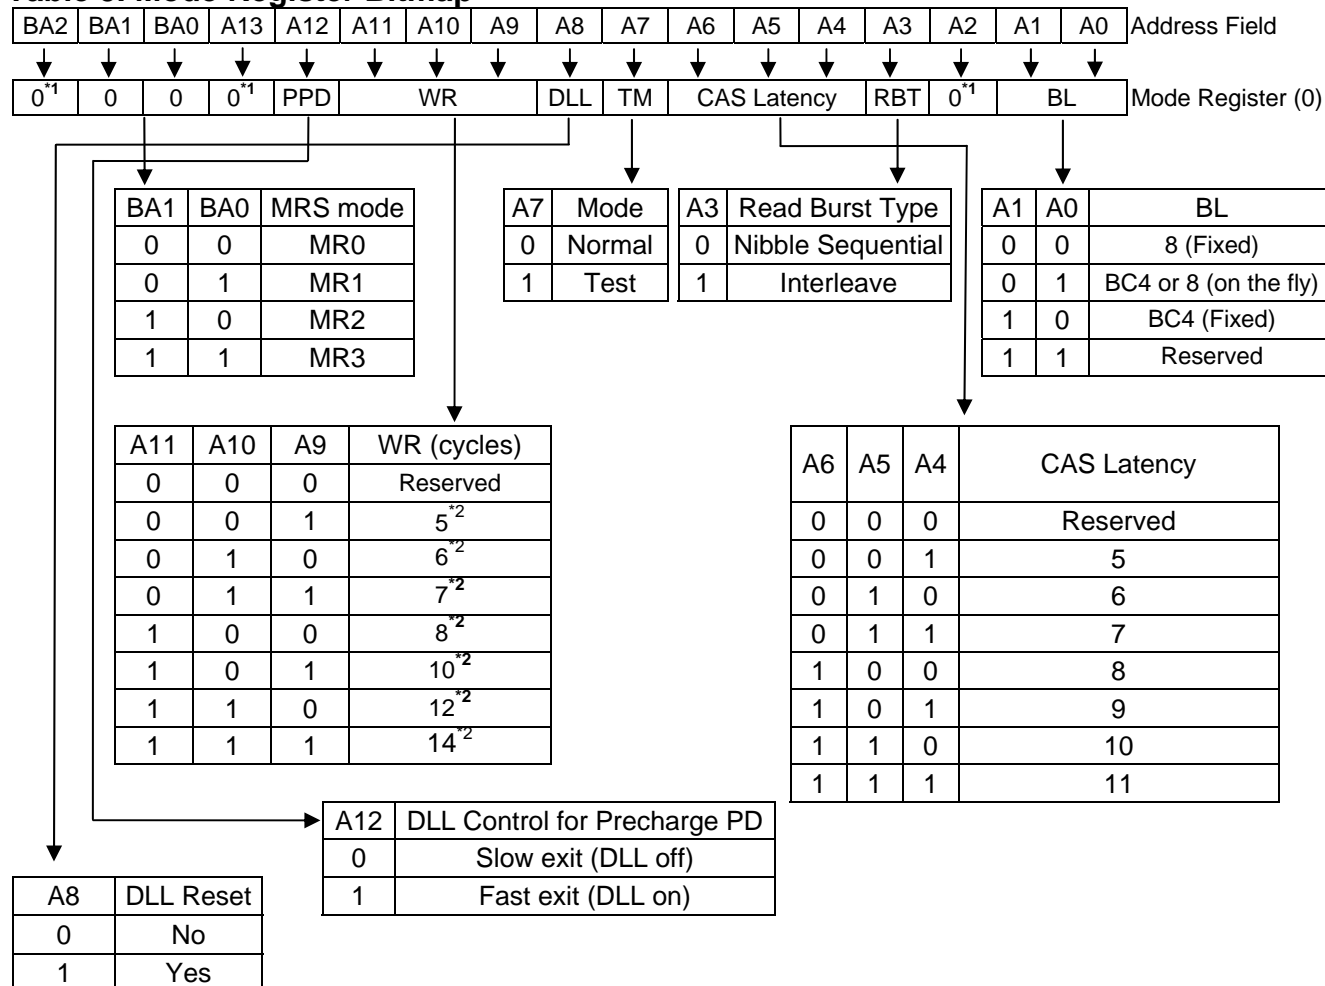 Table 5. Mode Register Bitmap
BA2 BA1 BA0 A13 A12 A11 A10 A9 A8 A7 A6 A5 A4 A3 A2 A1 A0 Address Field
0*1 0 0 0*1 PPD WR DLL TM CAS Latency RBT 0*1 BL Mode Register (0)
BA1 BA0 MRS mode
0 0 MR0
0 1 MR1
1 0 MR2
1 1 MR3
A7 Mode
0 Normal
1 Test
A3 Read Burst Type
0 Nibble Sequential
1 Interleave
A1 A0 BL
0 0 8 (Fixed)
0 1 BC4 or 8 (on the fly)
1 0 BC4 (Fixed)
1 1 Reserved
A11 A10 A9 WR (cycles)
0 0 0 Reserved
0 0 1 5*2
0 1 0 6*2
0 1 1 7*2
1 0 0 8*2
1 0 1 10*2
1 1 0 12*2
1 1 1 14*2
A6 A5 A4 CAS Latency
0 0 0 Reserved
0 0 1 5
0 1 0 6
0 1 1 7
1 0 0 8
1 0 1 9
1 1 0 10
1 1 1 11
A12 DLL Control for Precharge PD
0 Slow exit (DLL off)
1 Fast exit (DLL on)
A8 DLL Reset
0 No
1 Yes